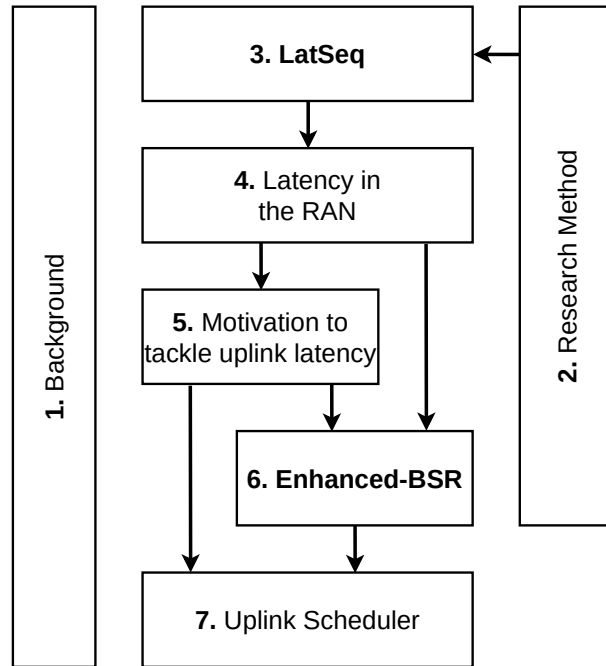 3. LatSeq
4. Latency in
the RAN
5. Motivation to
tackle uplink latency
6. Enhanced-BSR
7. Uplink Scheduler
1. Background
2. Research Method